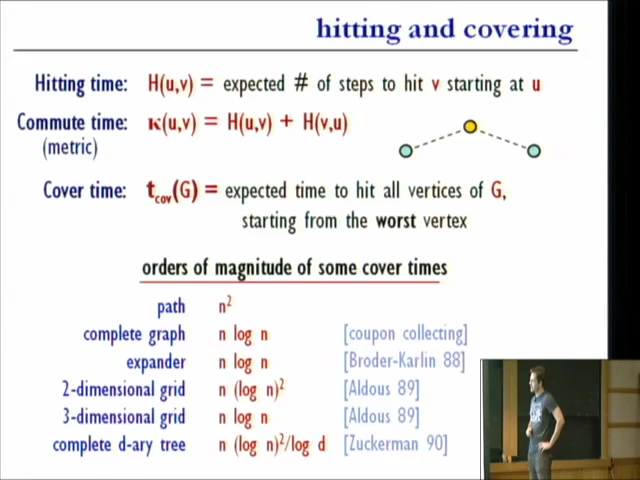 hitting and covering
Hitting time: H(u,v) = expected # of steps to hit v starting at u
Commute time: κ(u,v) = H(u,v) + H(v,u)
(metric)
Cover time: t_cov(G) = expected time to hit all vertices of G,
starting from the worst vertex
orders of magnitude of some cover times
path n²
complete graph n log n [coupon collecting]
expander n log n [Broder-Karlin 88]
2-dimensional grid n (log n)² [Aldous 89]
3-dimensional grid n log n [Aldous 89]
complete d-ary tree n (log n)²/log d [Zuckerman 90]